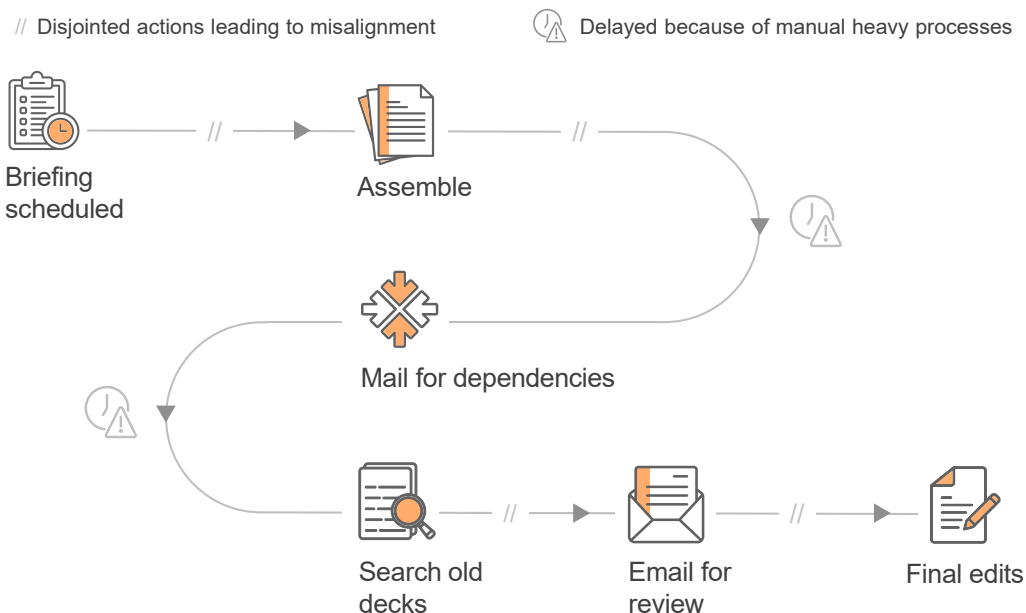 // Disjointed actions leading to misalignment
Delayed because of manual heavy processes
Briefing
scheduled
//
Assemble
//
Mail for dependencies
Search old
decks
//
Email for
review
//
Final edits